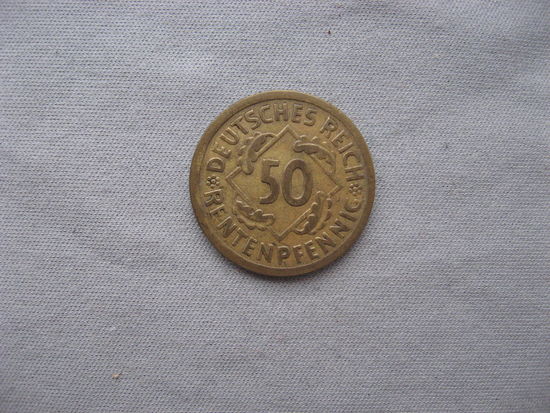 DEUTSCHES REICH
50
RENTENPFENNIG